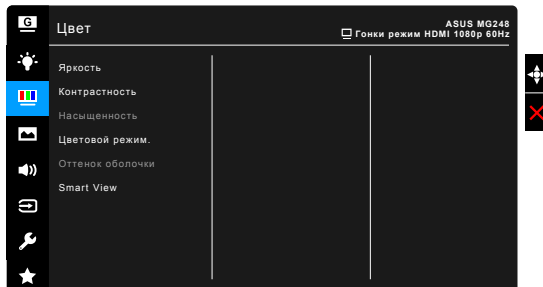 G
Цвет
ASUS MG248
Гонки режим HDMI 1080p 60Hz
Яркость
Контрастность
Насыщенность
Цветовой режим.
Оттенок оболочки
Smart View